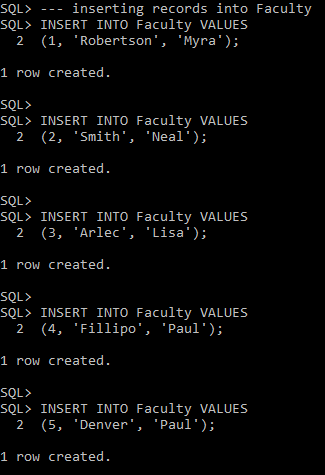 SQL> --- inserting records into Faculty
SQL> INSERT INTO Faculty VALUES
2 (1, 'Robertson', 'Myra');
1 row created.
SQL>
SQL> INSERT INTO Faculty VALUES
2 (2, 'Smith', 'Neal');
1 row created.
SQL>
SQL> INSERT INTO Faculty VALUES
2 (3, 'Arlec', 'Lisa');
1 row created.
SQL>
SQL> INSERT INTO Faculty VALUES
2 (4, 'Fillipo', 'Paul');
1 row created.
SQL>
SQL> INSERT INTO Faculty VALUES
2 (5, 'Denver', 'Paul');
1 row created.